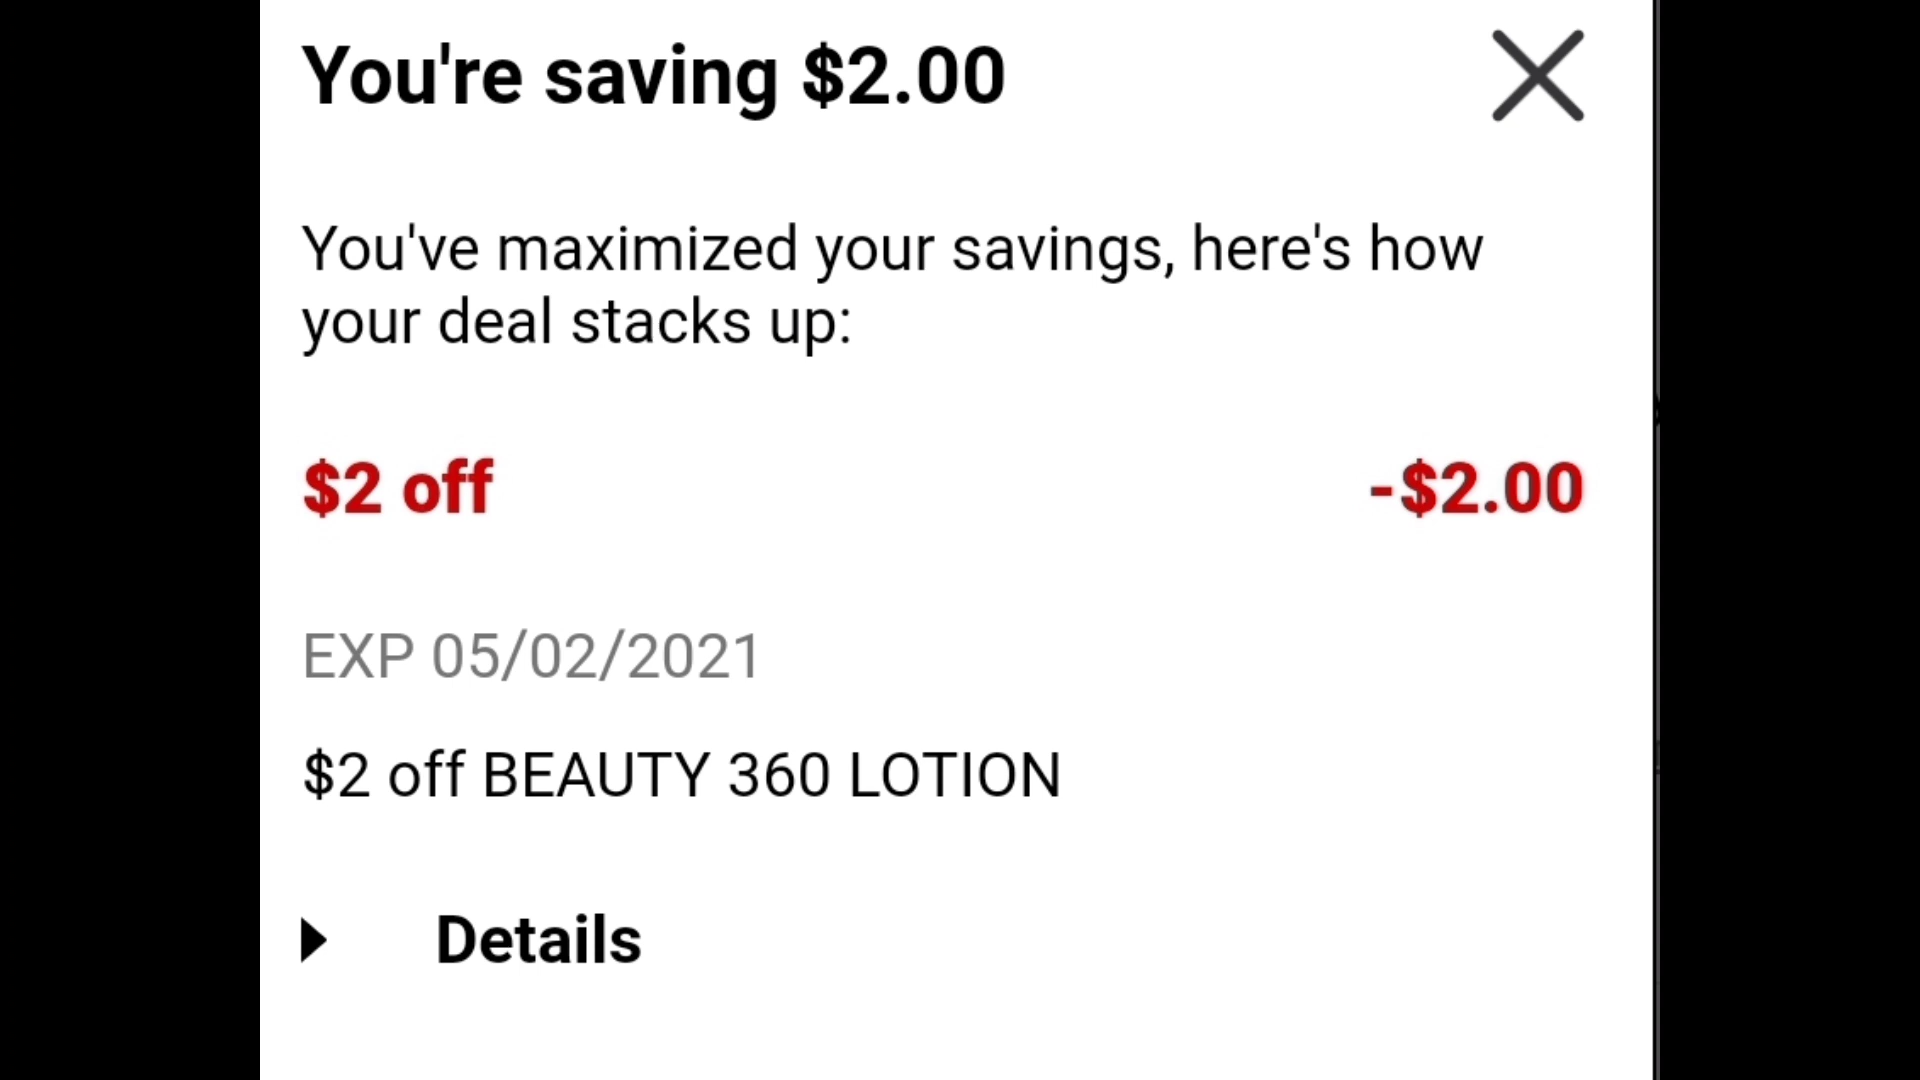 You're saving $2.00
You've maximized your savings, here's how
your deal stacks up:
$2 off
-$2.00
EXP 05/02/2021
$2 off BEAUTY 360 LOTION
Details